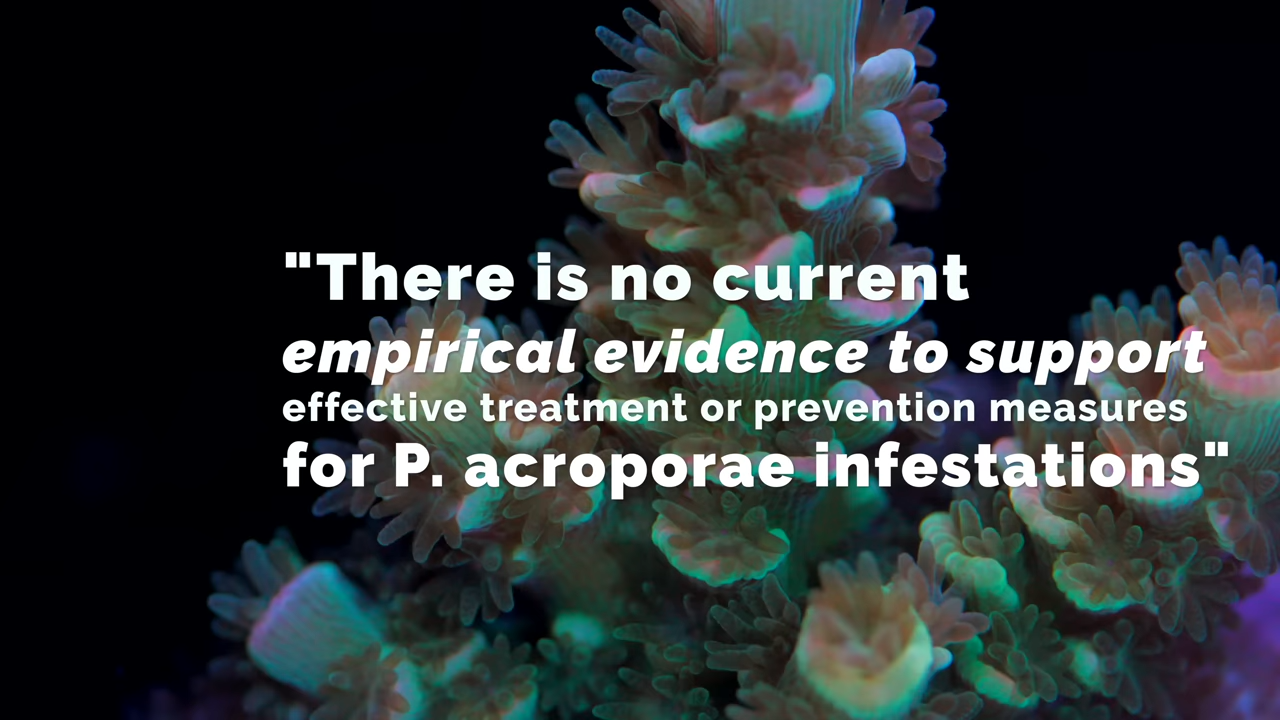 "There is no current
empirical evidence to support
effective treatment or prevention measures
for P. acroporae infestations"